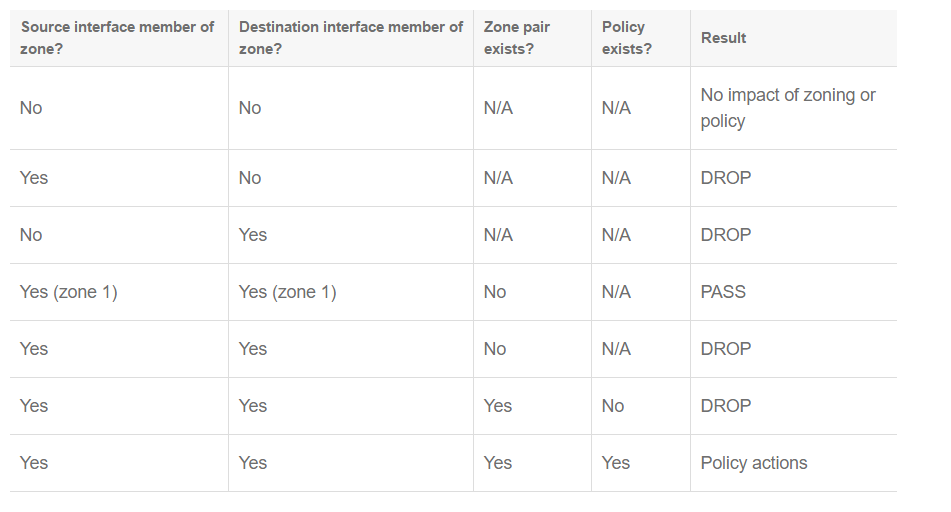 Source interface member of zone? Destination interface member of zone? Zone pair exists? Policy exists? Result
No No N/A N/A No impact of zoning or policy
Yes No N/A N/A DROP
No Yes N/A N/A DROP
Yes (zone 1) Yes (zone 1) No N/A PASS
Yes Yes No N/A DROP
Yes Yes Yes No DROP
Yes Yes Yes Yes Policy actions